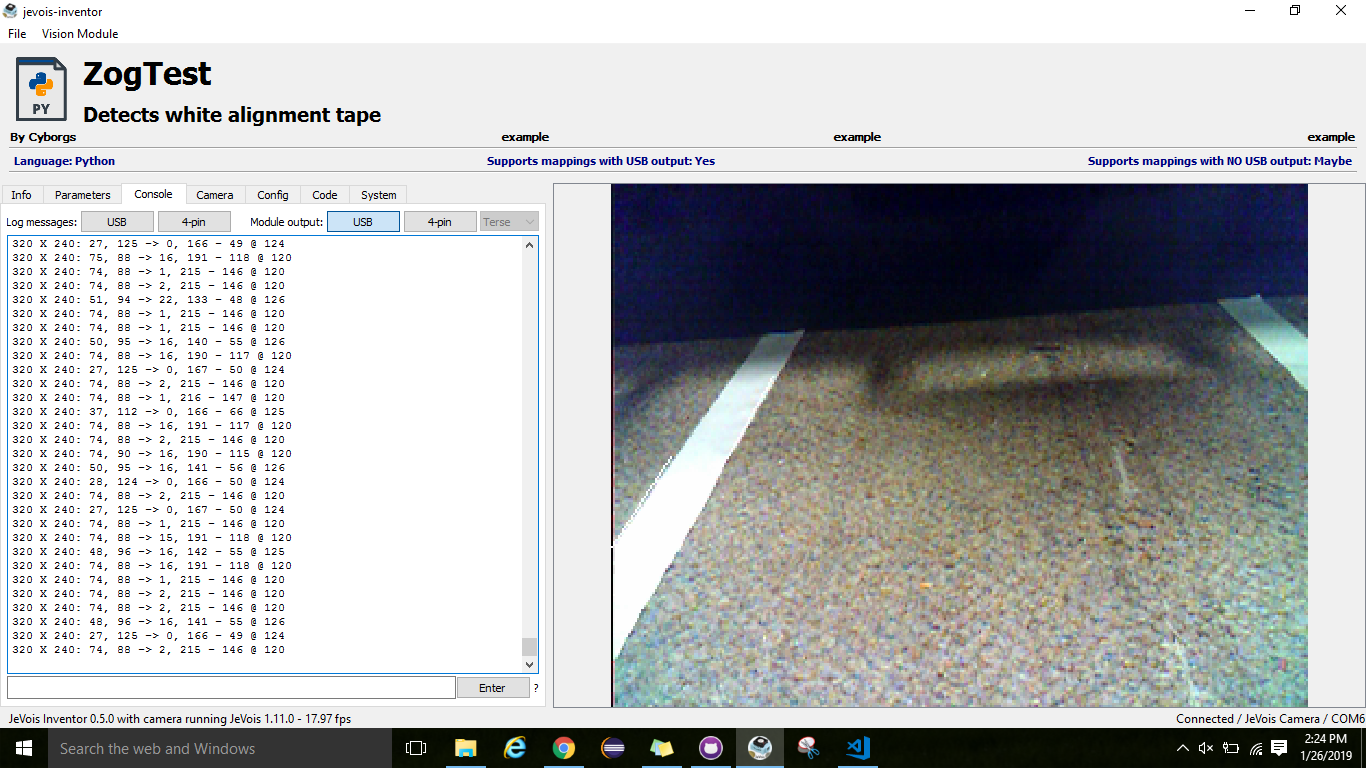 jevois-inventor
File Vision Module
PY
ZogTest
Detects white alignment tape
By Cyborgs example example example
Language: Python Supports mappings with USB output: Yes Supports mappings with NO USB output: Maybe
Info Parameters Console Camera Config Code System
Log messages: USB 4-pin Module output: USB 4-pin Terse
320 X 240: 27, 125 -> 0, 166 - 49 @ 124
320 X 240: 75, 88 -> 16, 191 - 118 @ 120
320 X 240: 74, 88 -> 1, 215 - 146 @ 120
320 X 240: 74, 88 -> 2, 215 - 146 @ 120
320 X 240: 51, 94 -> 22, 133 - 48 @ 126
320 X 240: 74, 88 -> 1, 215 - 146 @ 120
320 X 240: 74, 88 -> 1, 215 - 146 @ 120
320 X 240: 50, 95 -> 16, 140 - 55 @ 126
320 X 240: 74, 88 -> 16, 190 - 117 @ 120
320 X 240: 27, 125 -> 0, 167 - 50 @ 124
320 X 240: 74, 88 -> 2, 215 - 146 @ 120
320 X 240: 74, 88 -> 1, 216 - 147 @ 120
320 X 240: 37, 112 -> 0, 166 - 66 @ 125
320 X 240: 74, 88 -> 16, 191 - 117 @ 120
320 X 240: 74, 88 -> 2, 215 - 146 @ 120
320 X 240: 74, 90 -> 16, 190 - 115 @ 120
320 X 240: 50, 95 -> 16, 141 - 56 @ 126
320 X 240: 28, 124 -> 0, 166 - 50 @ 124
320 X 240: 74, 88 -> 2, 215 - 146 @ 120
320 X 240: 27, 125 -> 0, 167 - 50 @ 124
320 X 240: 74, 88 -> 1, 215 - 146 @ 120
320 X 240: 74, 88 -> 15, 191 - 118 @ 120
320 X 240: 48, 96 -> 16, 142 - 55 @ 125
320 X 240: 74, 88 -> 16, 191 - 118 @ 120
320 X 240: 74, 88 -> 1, 215 - 146 @ 120
320 X 240: 74, 88 -> 2, 215 - 146 @ 120
320 X 240: 74, 88 -> 2, 215 - 146 @ 120
320 X 240: 48, 96 -> 16, 141 - 55 @ 126
320 X 240: 27, 125 -> 0, 166 - 49 @ 124
320 X 240: 74, 88 -> 2, 215 - 146 @ 120
Enter ?
JeVois Inventor 0.5.0 with camera running JeVois 1.11.0 - 17.97 fps Connected / JeVois Camera / COM6
Search the web and Windows
2:24 PM
1/26/2019